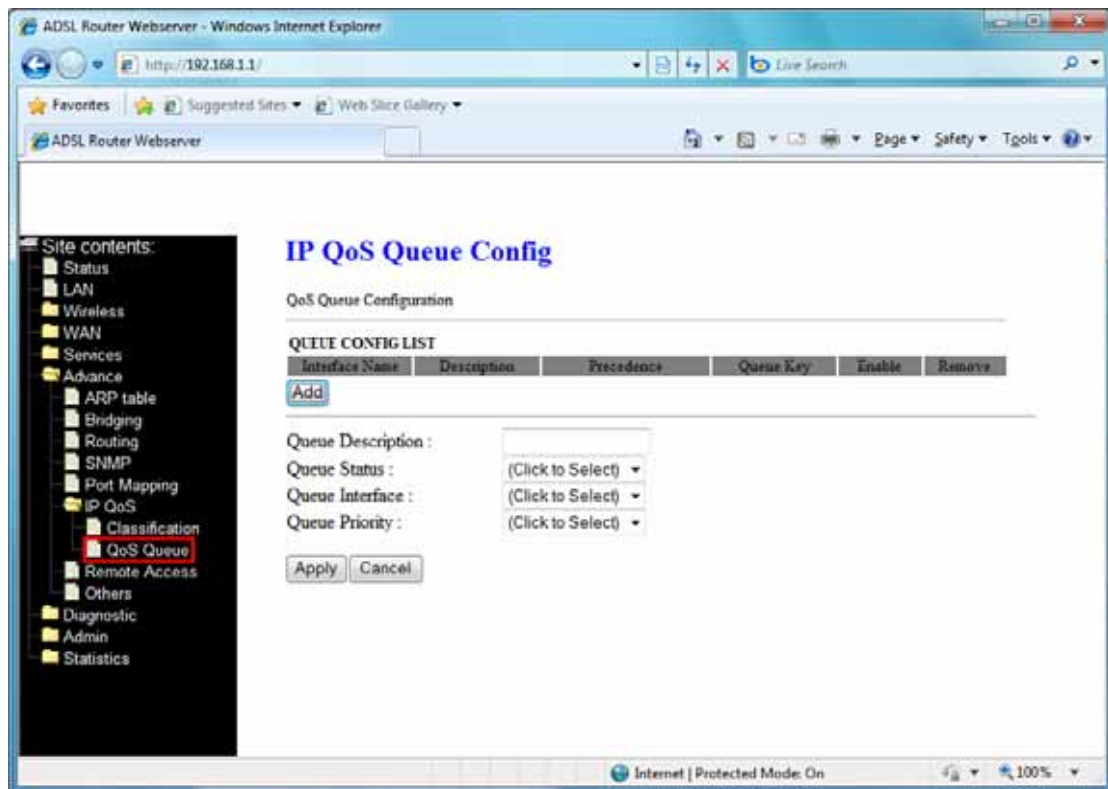 ADSL Router Webserver - Windows Internet Explorer
http://192.168.1.1/
Live Search
Favorites Suggested Sites Web Slice Gallery
ADSL Router Webserver
Page Safety Tools
Site contents:
Status
LAN
Wireless
WAN
Services
Advance
ARP table
Bridging
Routing
SNMP
Port Mapping
IP QoS
Classification
QoS Queue
Remote Access
Others
Diagnostic
Admin
Statistics
IP QoS Queue Config
QoS Queue Configuration
QUEUE CONFIG LIST
Interface Name Description Precedence Queue Key Enable Remove
Add
Queue Description :
Queue Status : (Click to Select)
Queue Interface : (Click to Select)
Queue Priority : (Click to Select)
Apply Cancel
Internet | Protected Mode: On 100%